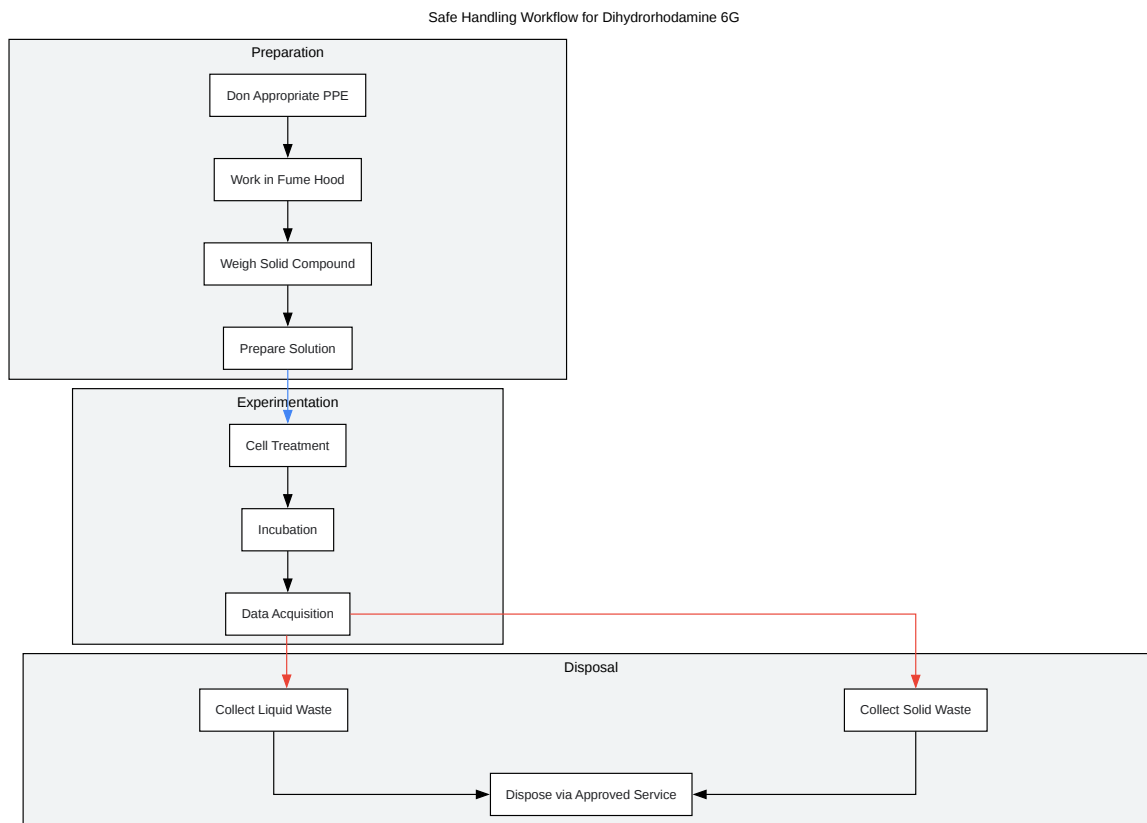 Safe Handling Workflow for Dihydrorhodamine 6G
Preparation
Don Appropriate PPE
Work in Fume Hood
Weigh Solid Compound
Prepare Solution
Experimentation
Cell Treatment
Incubation
Data Acquisition
Disposal
Collect Liquid Waste
Collect Solid Waste
Dispose via Approved Service